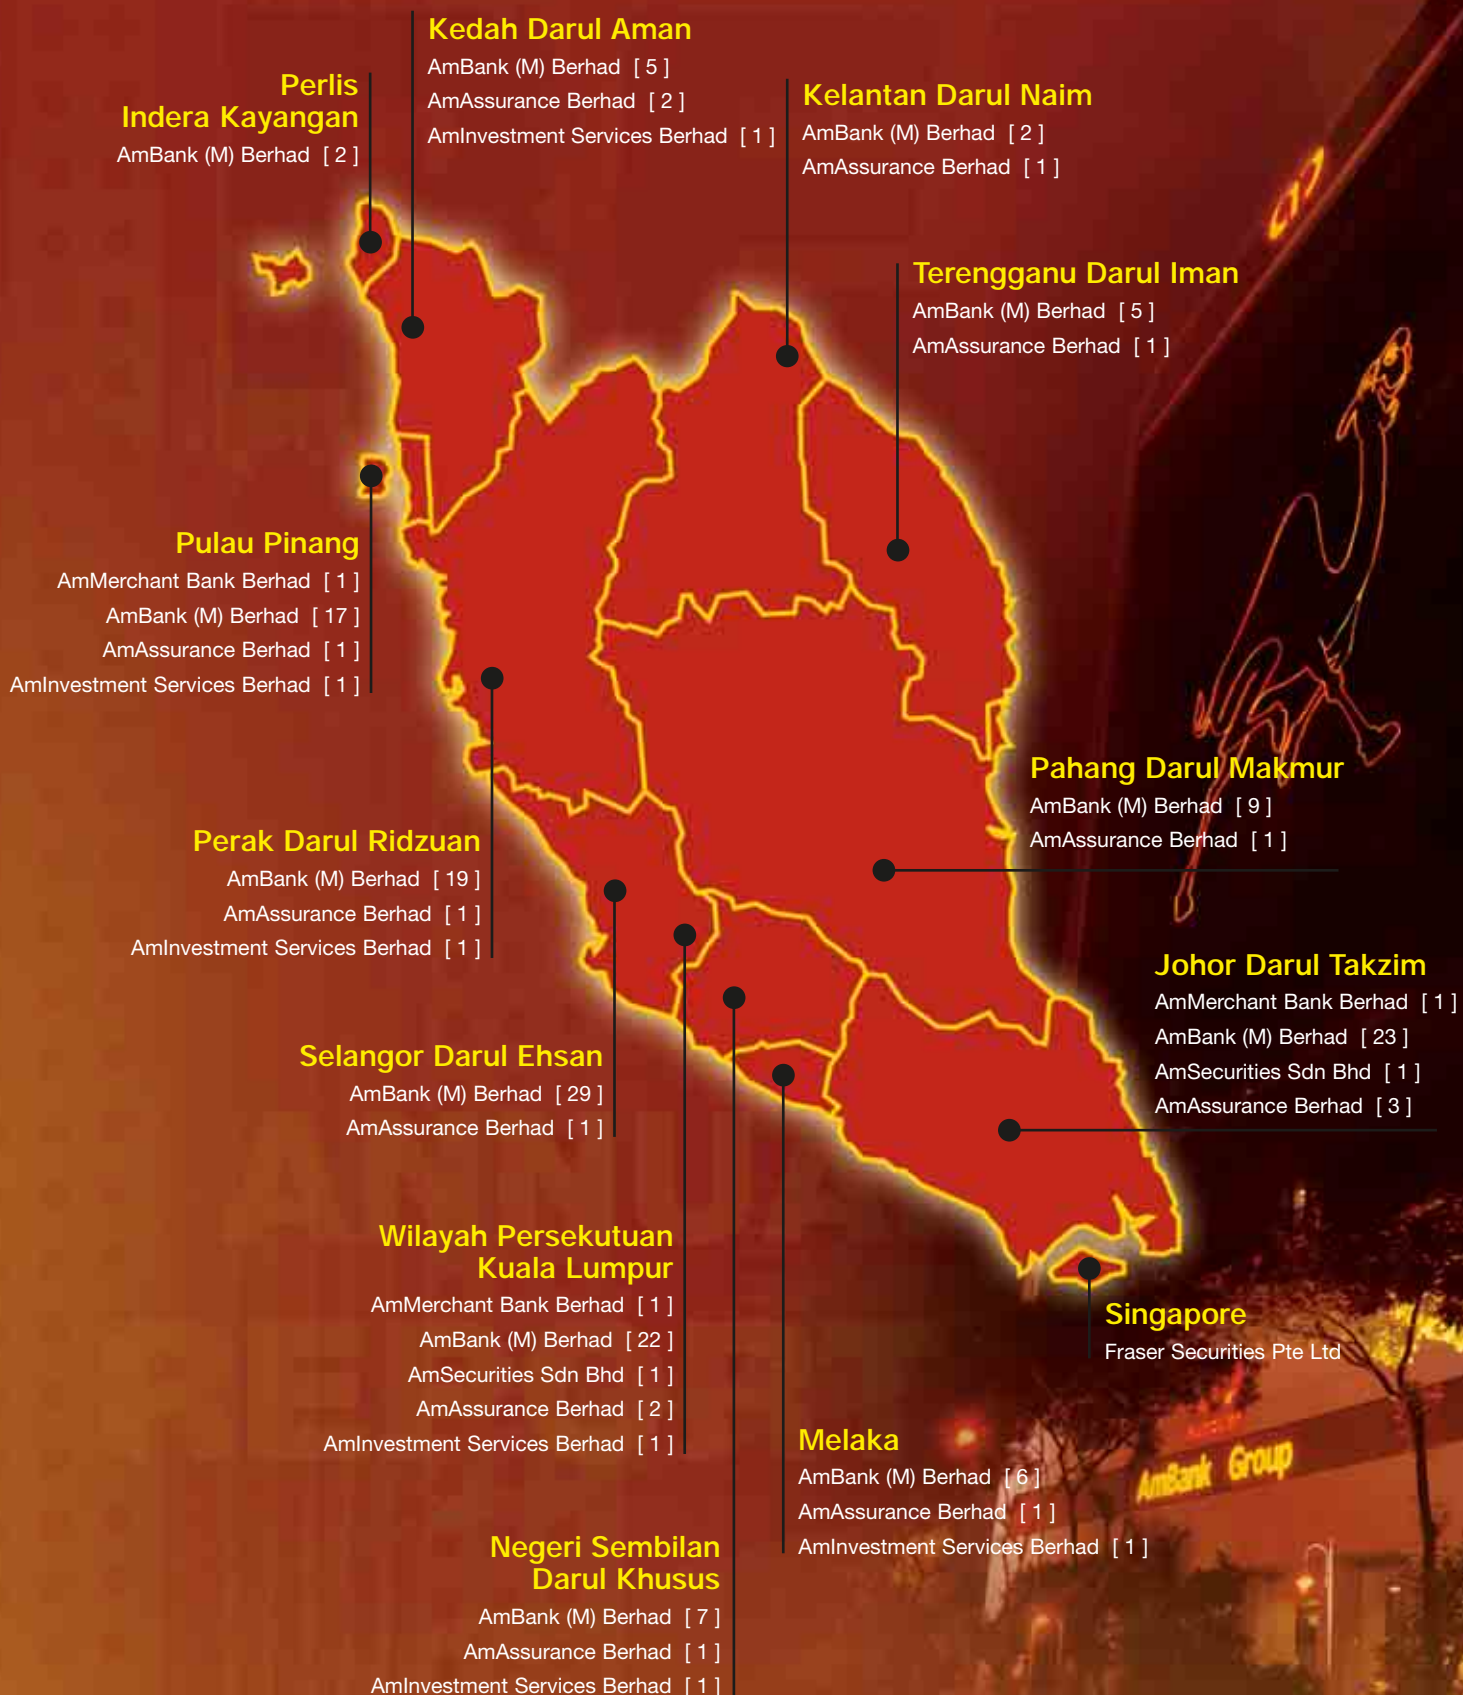 Kedah Darul Aman
AmBank (M) Berhad [ 5 ]
AmAssurance Berhad [ 2 ]
AmInvestment Services Berhad [ 1 ]
Perlis
Indera Kayangan
AmBank (M) Berhad [ 2 ]
Kelantan Darul Naim
AmBank (M) Berhad [ 2 ]
AmAssurance Berhad [ 1 ]
Terengganu Darul Iman
AmBank (M) Berhad [ 5 ]
AmAssurance Berhad [ 1 ]
Pulau Pinang
AmMerchant Bank Berhad [ 1 ]
AmBank (M) Berhad [ 17 ]
AmAssurance Berhad [ 1 ]
AmInvestment Services Berhad [ 1 ]
Pahang Darul Makmur
AmBank (M) Berhad [ 9 ]
AmAssurance Berhad [ 1 ]
Perak Darul Ridzuan
AmBank (M) Berhad [ 19 ]
AmAssurance Berhad [ 1 ]
AmInvestment Services Berhad [ 1 ]
Johor Darul Takzim
AmMerchant Bank Berhad [ 1 ]
AmBank (M) Berhad [ 23 ]
AmSecurities Sdn Bhd [ 1 ]
AmAssurance Berhad [ 3 ]
Selangor Darul Ehsan
AmBank (M) Berhad [ 29 ]
AmAssurance Berhad [ 1 ]
Wilayah Persekutuan
Kuala Lumpur
AmMerchant Bank Berhad [ 1 ]
AmBank (M) Berhad [ 22 ]
AmSecurities Sdn Bhd [ 1 ]
AmAssurance Berhad [ 2 ]
AmInvestment Services Berhad [ 1 ]
Singapore
Fraser Securities Pte Ltd
Melaka
AmBank (M) Berhad [ 6 ]
AmAssurance Berhad [ 1 ]
AmInvestment Services Berhad [ 1 ]
AmBank Group
Negeri Sembilan
Darul Khusus
AmBank (M) Berhad [ 7 ]
AmAssurance Berhad [ 1 ]
AmInvestment Services Berhad [ 1 ]